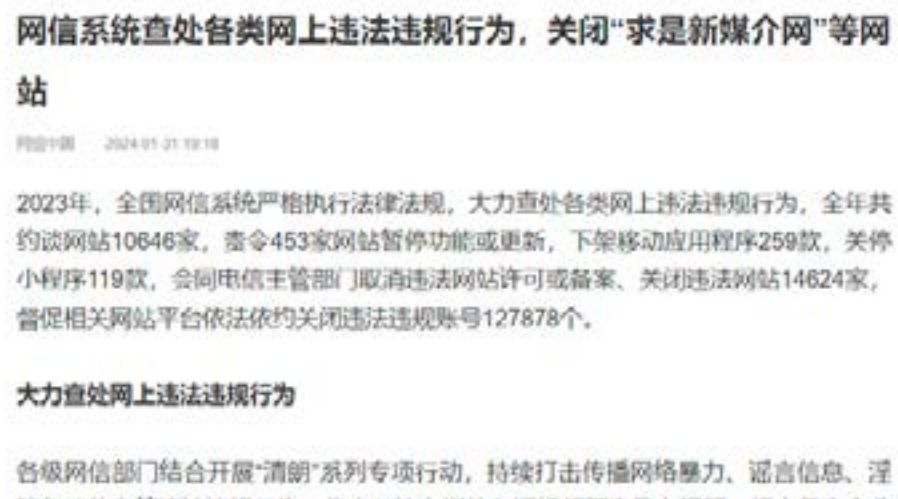 网信系统查处各类网上违法违规行为，关闭“求是新媒介网”等网
站
网信中国 2024-01-31 19:18
2023年，全国网信系统严格执行法律法规，大力查处各类网上违法违规行为，全年共
约谈网站10646家，责令453家网站暂停功能或更新，下架移动应用程序259款，关停
小程序119款，会同电信主管部门取消违法网站许可或备案、关闭违法网站14624家，
督促相关网站平台依法依约关闭违法违规账号127878个。
大力查处网上违法违规行为
各级网信部门结合开展“清朗”系列专项行动，持续打击传播网络暴力、谣言信息、淫